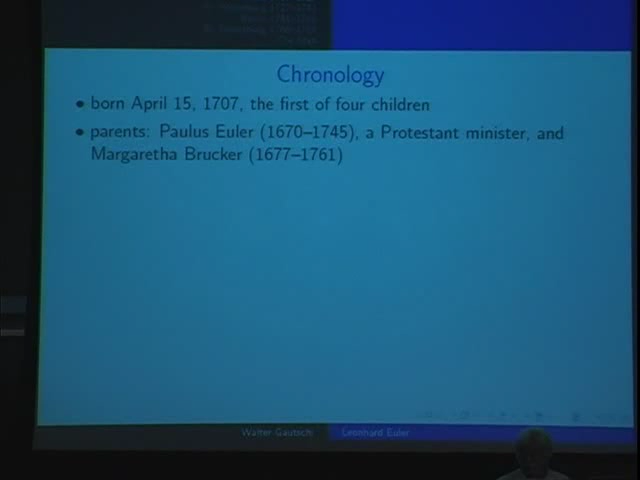 Chronology
• born April 15, 1707, the first of four children
• parents: Paulus Euler (1670–1745), a Protestant minister, and
Margaretha Brucker (1677–1761)
Walter Gautschi
Leonhard Euler